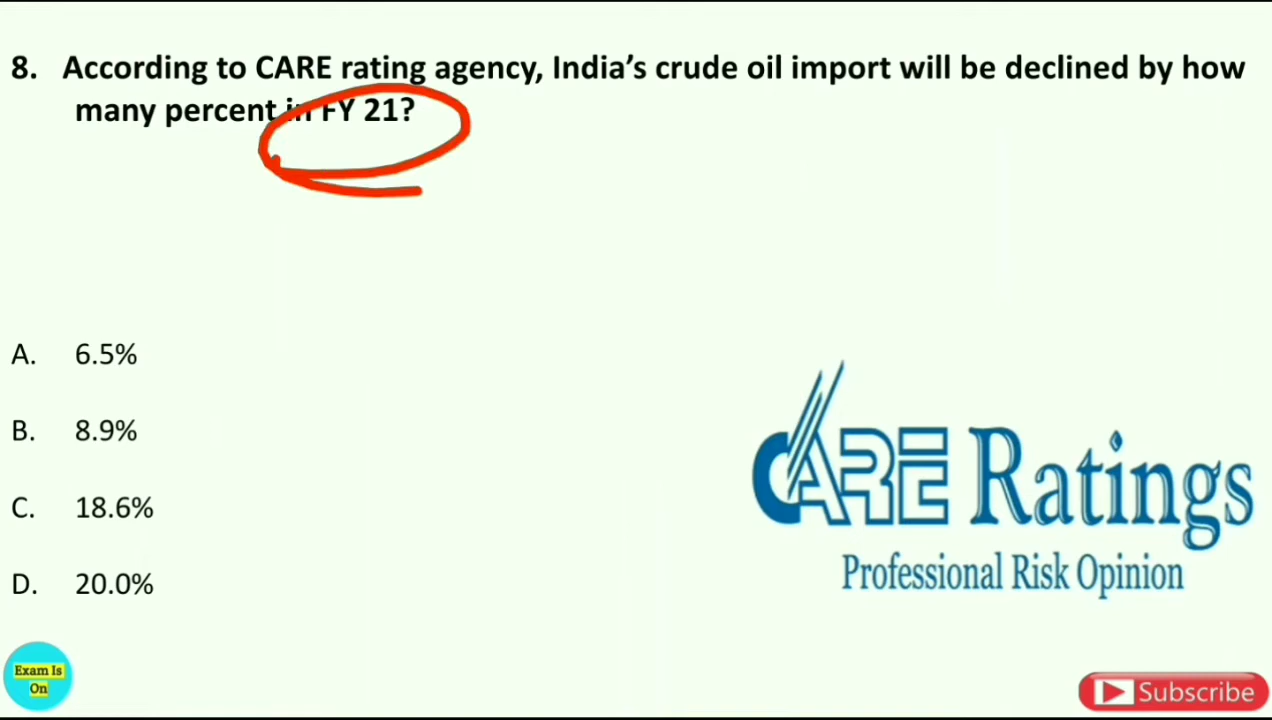 8. According to CARE rating agency, India's crude oil import will be declined by how
many percent in FY 21?
A. 6.5%
B. 8.9%
C. 18.6%
D. 20.0%
CARE Ratings
Professional Risk Opinion
Exam Is
On
Subscribe